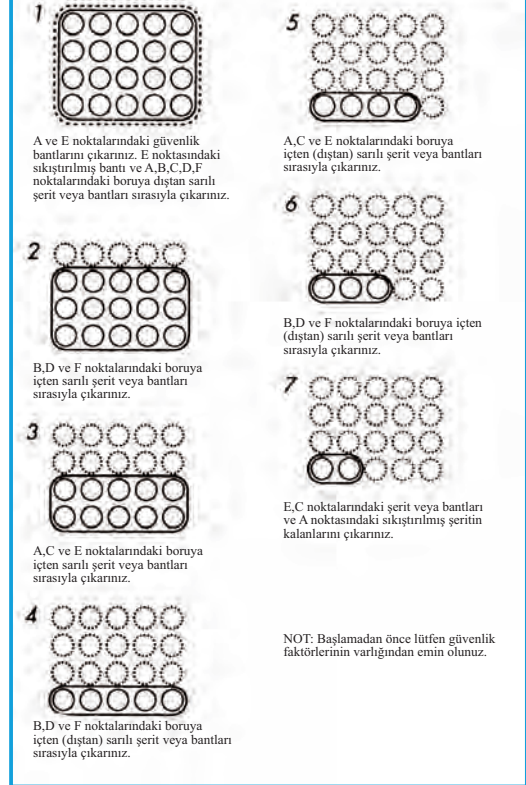 1
A ve E noktalarındaki güvenlik
bantlarını çıkarınız. E noktasındaki
sıkıştırılmış bantı ve A,B,C,D,F
noktalarındaki boruya dıştan sarılı
şerit veya bantları sırasıyla çıkarınız.
2
B,D ve F noktalarındaki boruya
içten sarılı şerit veya bantları
sırasıyla çıkarınız.
3
A,C ve E noktalarındaki boruya
içten sarılı şerit veya bantları
sırasıyla çıkarınız.
4
B,D ve F noktalarındaki boruya
içten (dıştan) sarılı şerit veya bantları
sırasıyla çıkarınız.
5
A,C ve E noktalarındaki boruya
içten (dıştan) sarılı şerit veya bantları
sırasıyla çıkarınız.
6
B,D ve F noktalarındaki boruya içten
(dıştan) sarılı şerit veya bantları
sırasıyla çıkarınız.
7
E,C noktalarındaki şerit veya bantları
ve A noktasındaki sıkıştırılmış şeritin
kalanlarını çıkarınız.
NOT: Başlamadan önce lütfen güvenlik
faktörlerinin varlığından emin olunuz.